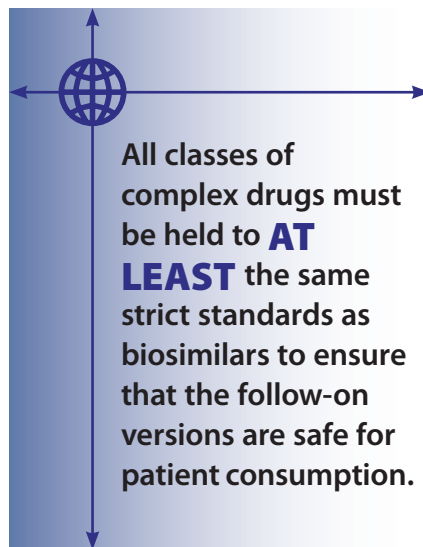 All classes of
complex drugs must
be held to AT
LEAST the same
strict standards as
biosimilars to ensure
that the follow-on
versions are safe for
patient consumption.